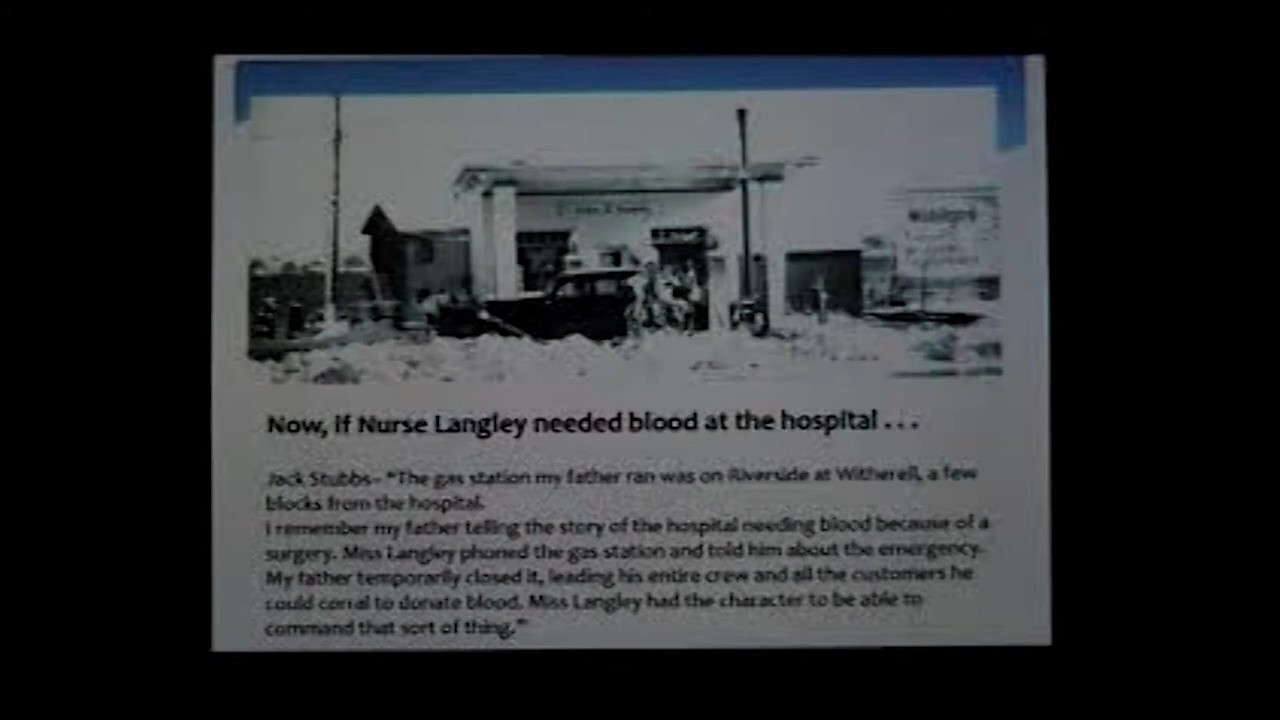 Now, if Nurse Langley needed blood at the hospital . . .
Jack Stubbs- "The gas station my father ran was on Riverside at Witherell, a few
blocks from the hospital.
I remember my father telling the story of the hospital needing blood because of a
surgery. Miss Langley phoned the gas station and told him about the emergency.
My father temporarily closed it, leading his entire crew and all the customers he
could corral to donate blood. Miss Langley had the character to be able to
command that sort of thing."